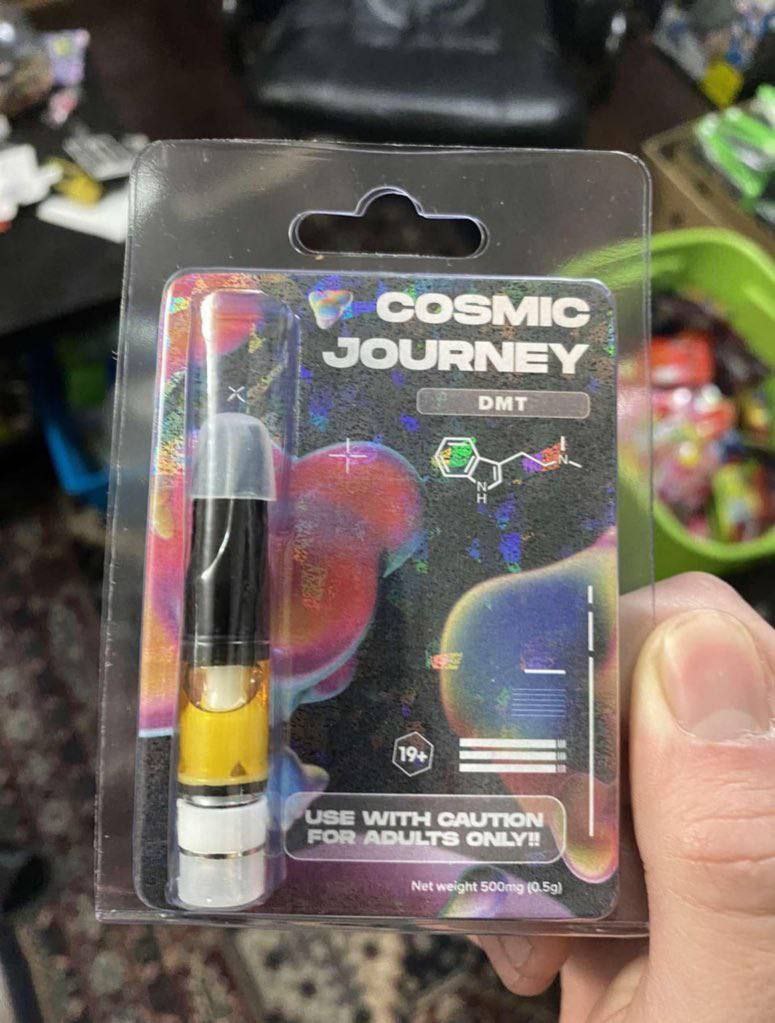 COSMIC
JOURNEY
DMT
N
N
H
19+
USE WITH CAUTION
FOR ADULTS ONLY!!
Net weight 500mg (0.5g)